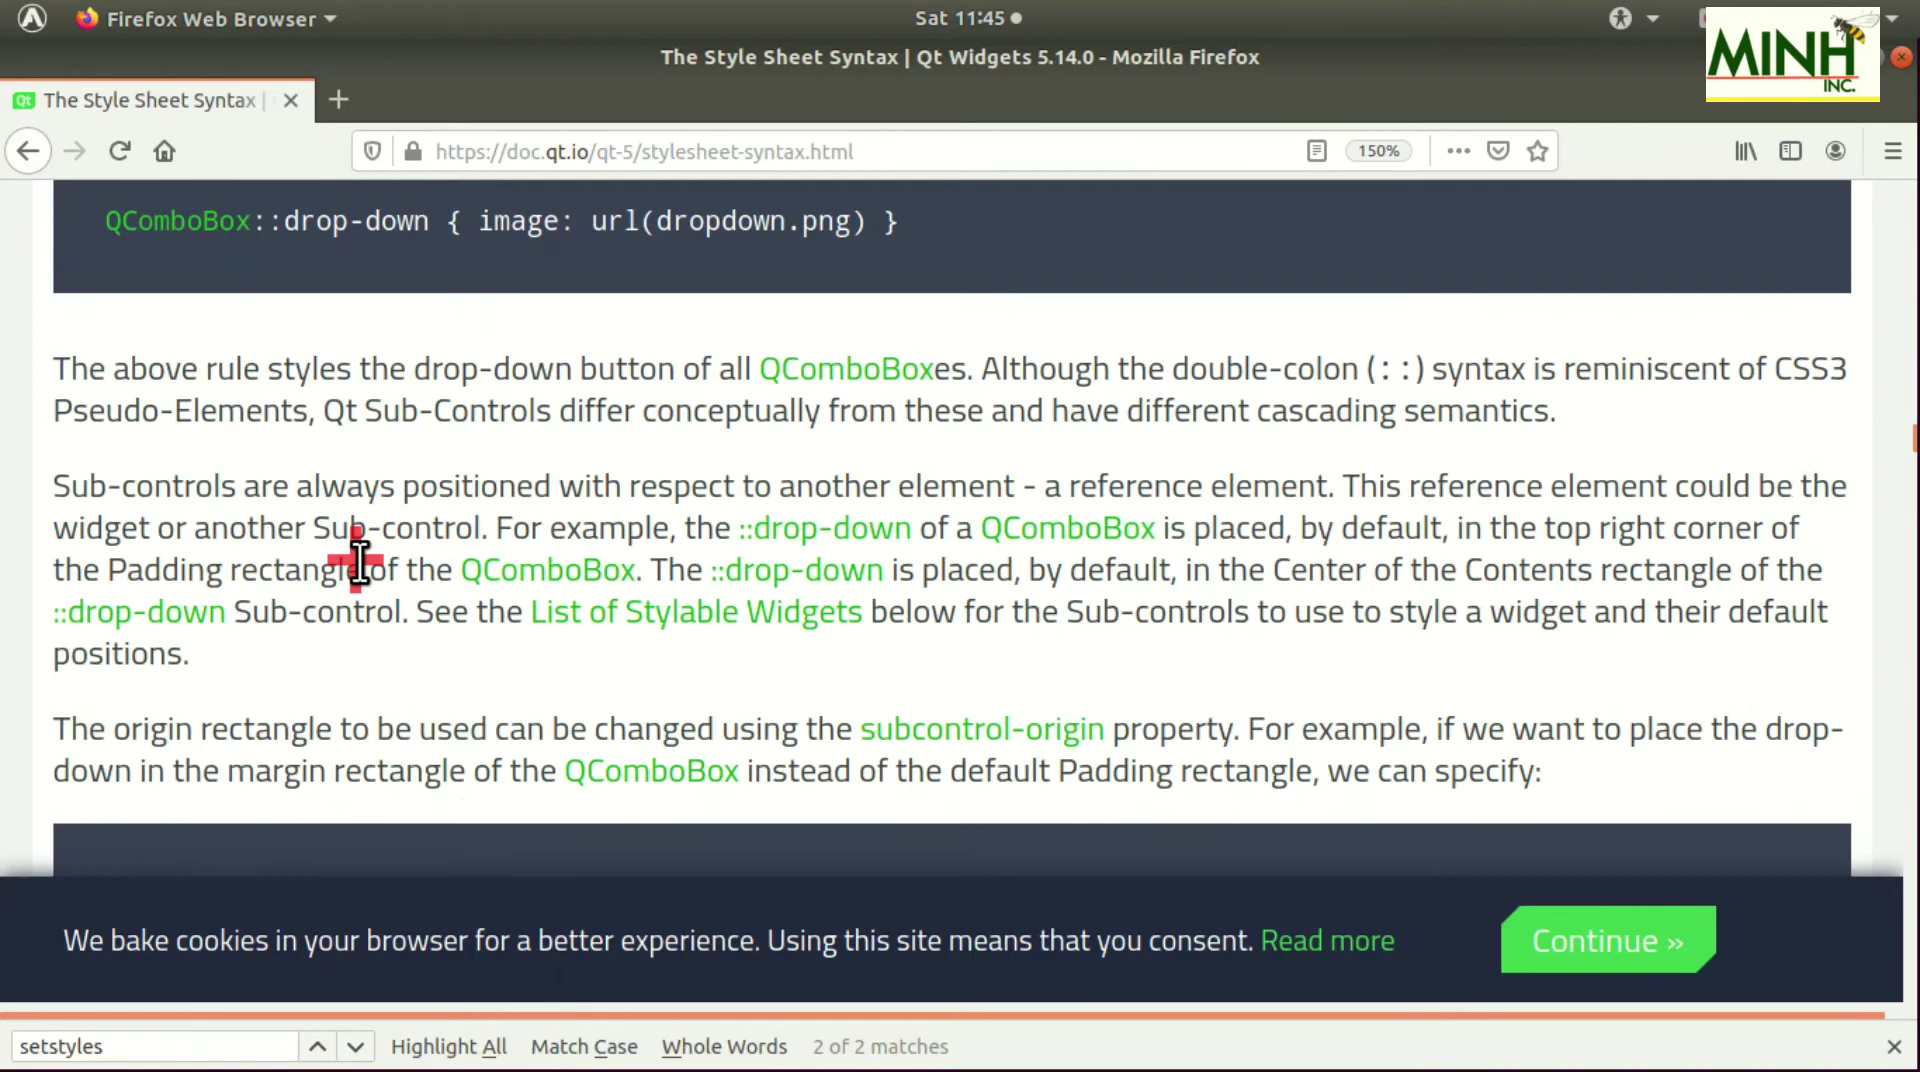 Firefox Web Browser
Sat 11:45
The Style Sheet Syntax | Qt Widgets 5.14.0 - Mozilla Firefox
MINH
INC.
Qt The Style Sheet Syntax |
https://doc.qt.io/qt-5/stylesheet-syntax.html
150%
QComboBox::drop-down { image: url(dropdown.png) }
The above rule styles the drop-down button of all QComboBoxes. Although the double-colon (::) syntax is reminiscent of CSS3
Pseudo-Elements, Qt Sub-Controls differ conceptually from these and have different cascading semantics.
Sub-controls are always positioned with respect to another element - a reference element. This reference element could be the
widget or another Sub-control. For example, the ::drop-down of a QComboBox is placed, by default, in the top right corner of
the Padding rectangle of the QComboBox. The ::drop-down is placed, by default, in the Center of the Contents rectangle of the
::drop-down Sub-control. See the List of Stylable Widgets below for the Sub-controls to use to style a widget and their default
positions.
The origin rectangle to be used can be changed using the subcontrol-origin property. For example, if we want to place the drop-
down in the margin rectangle of the QComboBox instead of the default Padding rectangle, we can specify:
We bake cookies in your browser for a better experience. Using this site means that you consent. Read more
Continue »
setstyles
Highlight All
Match Case
Whole Words
2 of 2 matches